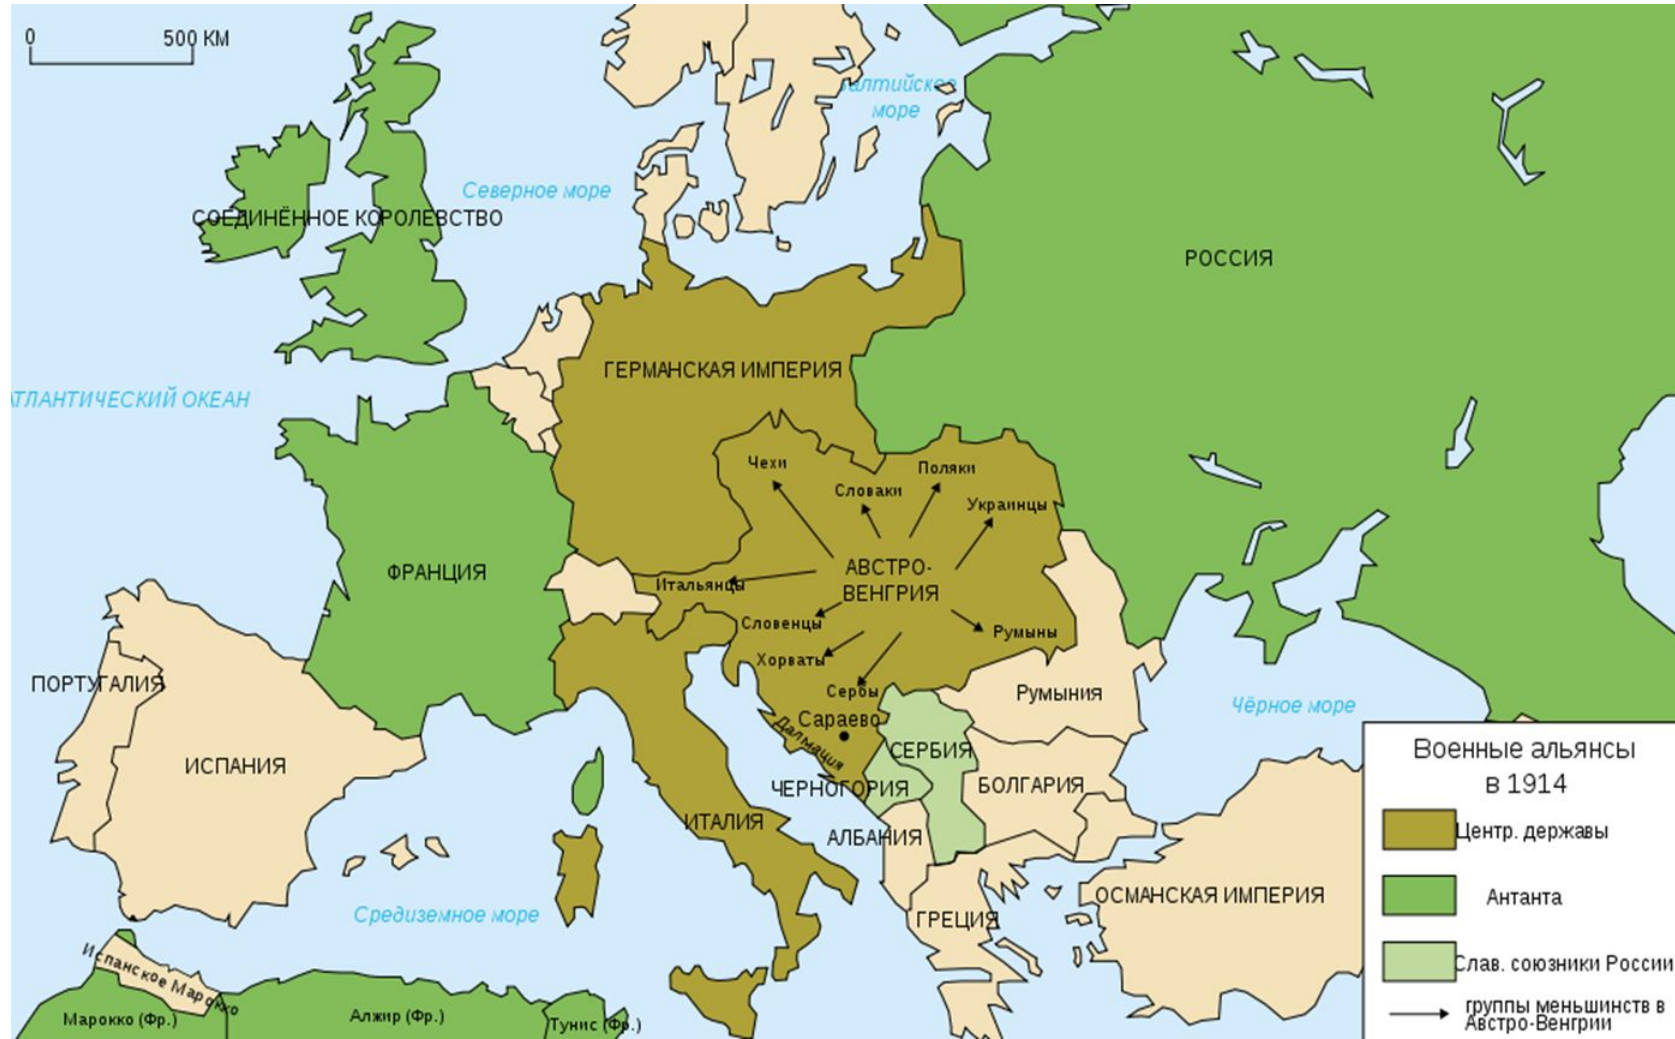 0 500 КМ
Балтийское
море
Северное море
СОЕДИНЁННОЕ КОРОЛЕВСТВО
РОССИЯ
ГЕРМАНСКАЯ ИМПЕРИЯ
АТЛАНТИЧЕСКИЙ ОКЕАН
Чехи
Поляки
Словаки
Украинцы
ФРАНЦИЯ
АВСТРО-
ВЕНГРИЯ
Итальянцы
Словенцы
Румыны
Хорваты
Сербы
ПОРТУГАЛИЯ
Румыния
Чёрное море
Сараево
Далмация
СЕРБИЯ
ИСПАНИЯ
ЧЕРНОГОРИЯ
БОЛГАРИЯ
ИТАЛИЯ
АЛБАНИЯ
ОСМАНСКАЯ ИМПЕРИЯ
Средиземное море
ГРЕЦИЯ
Испанское Марокко
Марокко (Фр.)
Алжир (Фр.)
Тунис (Фр.)
Военные альянсы
в 1914
Центр. державы
Антанта
Слав. союзники России
группы меньшинств в
Австро-Венгрии